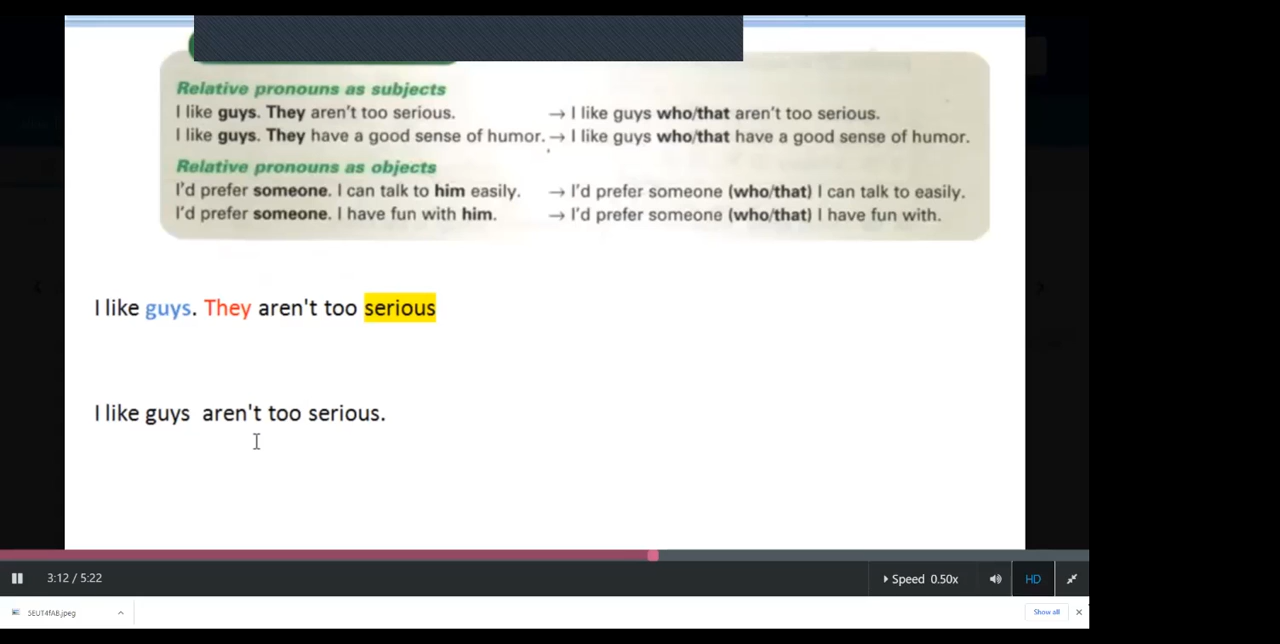 Relative pronouns as subjects
I like guys. They aren't too serious. → I like guys who/that aren't too serious.
I like guys. They have a good sense of humor. → I like guys who/that have a good sense of humor.
Relative pronouns as objects
I'd prefer someone. I can talk to him easily. → I'd prefer someone (who/that) I can talk to easily.
I'd prefer someone. I have fun with him. → I'd prefer someone (who/that) I have fun with.
I like guys. They aren't too serious
I like guys aren't too serious.
3:12 / 5:22 Speed 0.50x HD
5EUT4fAB.jpeg Show all